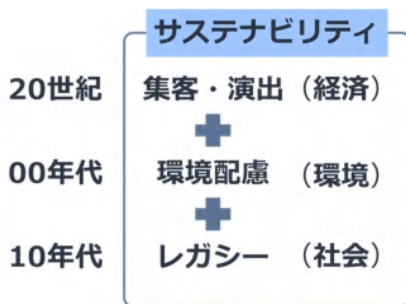 サステナビリティ
20世紀 集客・演出（経済）
00年代 環境配慮（環境）
10年代 レガシー（社会）